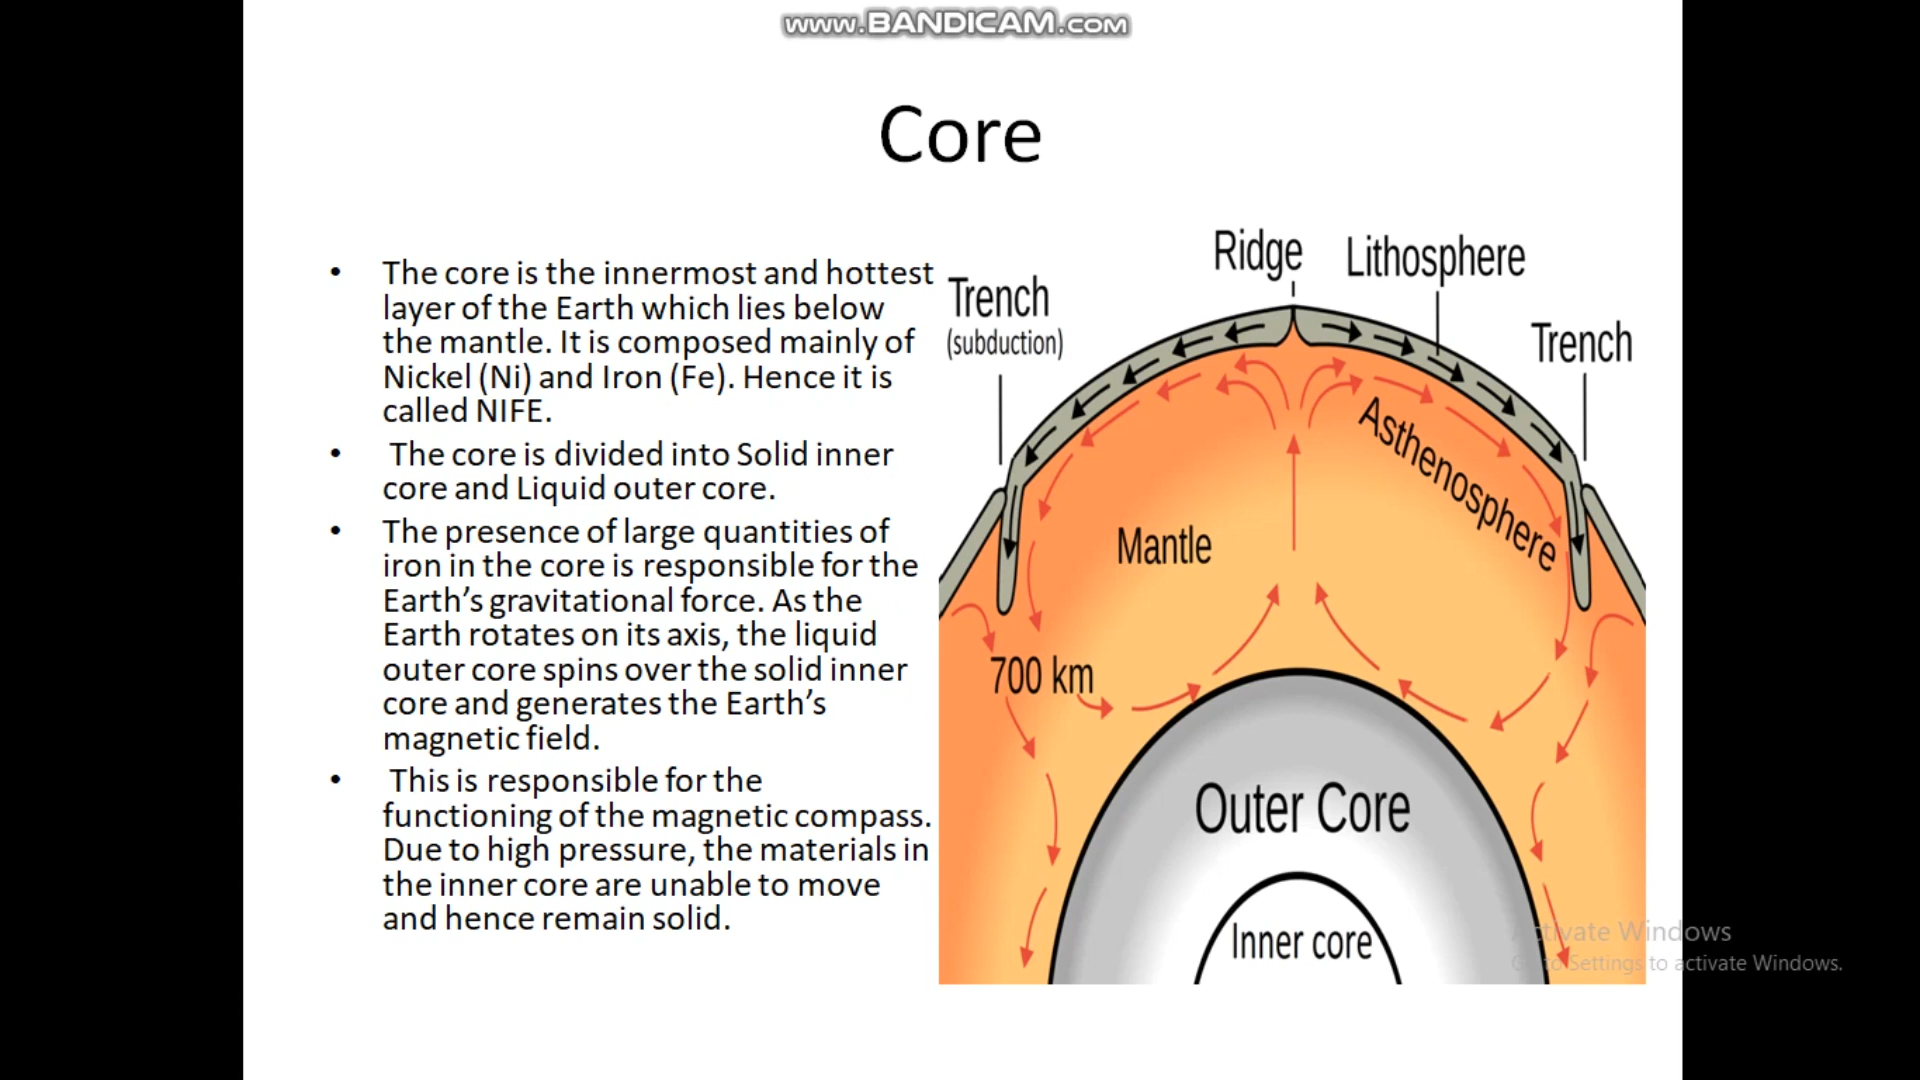 www.BANDICAM.com
Core
• The core is the innermost and hottest
layer of the Earth which lies below
the mantle. It is composed mainly of
Nickel (Ni) and Iron (Fe). Hence it is
called NIFE.
• The core is divided into Solid inner
core and Liquid outer core.
• The presence of large quantities of
iron in the core is responsible for the
Earth’s gravitational force. As the
Earth rotates on its axis, the liquid
outer core spins over the solid inner
core and generates the Earth’s
magnetic field.
• This is responsible for the
functioning of the magnetic compass.
Due to high pressure, the materials in
the inner core are unable to move
and hence remain solid.
Ridge
Lithosphere
Trench
(subduction)
Trench
Asthenosphere
Mantle
700 km
Outer Core
Inner core
Activate Windows
Go to Settings to activate Windows.